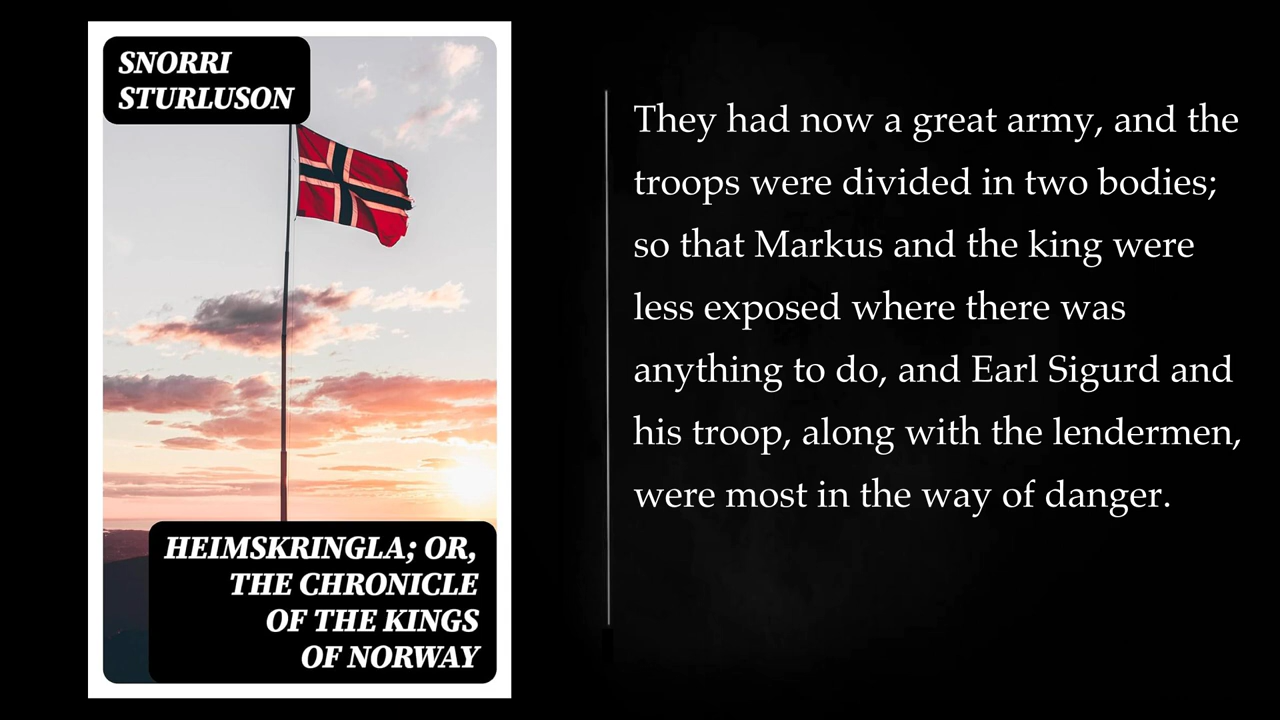 SNORRI
STURLUSON
HEIMSKRINGLA; OR,
THE CHRONICLE
OF THE KINGS
OF NORWAY
They had now a great army, and the
troops were divided in two bodies;
so that Markus and the king were
less exposed where there was
anything to do, and Earl Sigurd and
his troop, along with the lendermen,
were most in the way of danger.